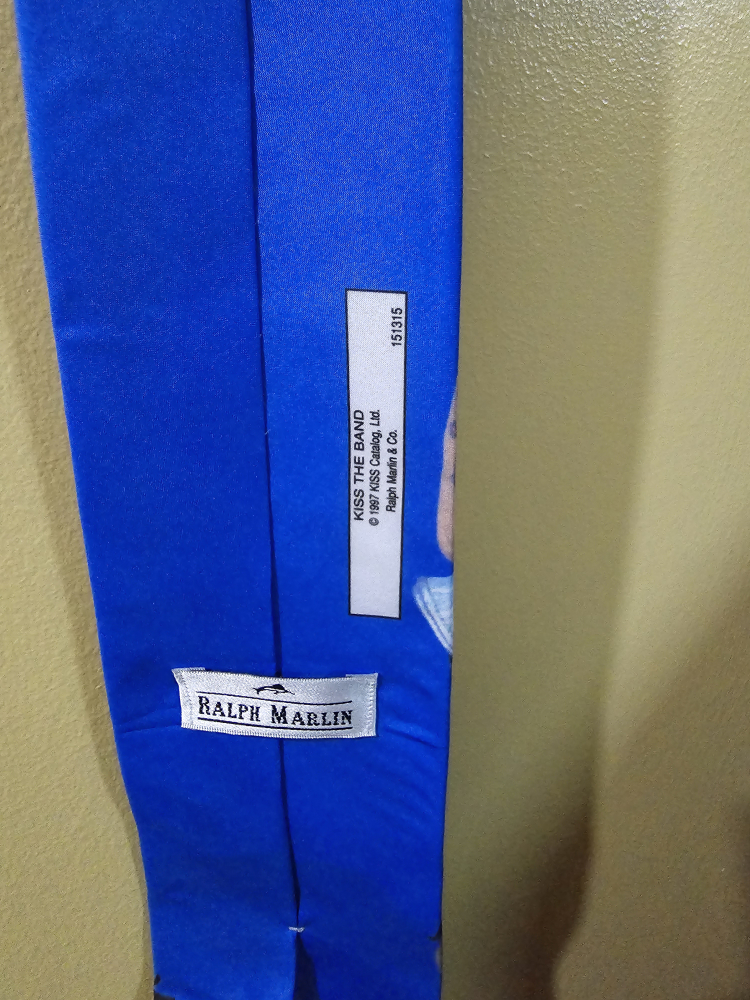 KISS THE BAND
© 1997 KISS Catalog, Ltd.
Ralph Marlin & Co.
151315
RALPH MARLIN